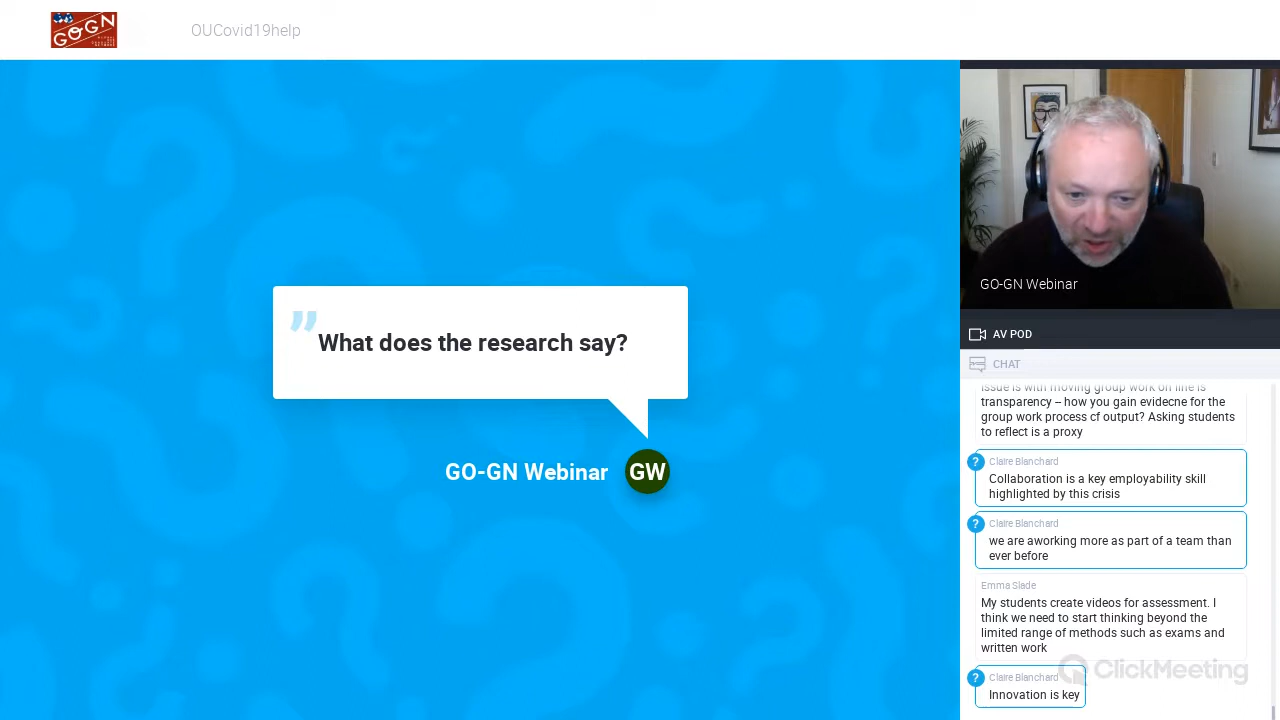 GO-GN
OUCovid19help
GO-GN Webinar
AV POD
CHAT
”
What does the research say?
GO-GN Webinar
GW
issue is with moving group work on line is
transparency -- how you gain evidecne for the
group work process cf output? Asking students
to reflect is a proxy
?
Claire Blanchard
Collaboration is a key employability skill
highlighted by this crisis
?
Claire Blanchard
we are aworking more as part of a team than
ever before
Emma Slade
My students create videos for assessment. I
think we need to start thinking beyond the
limited range of methods such as exams and
written work
?
Claire Blanchard
Innovation is key
ClickMeeting